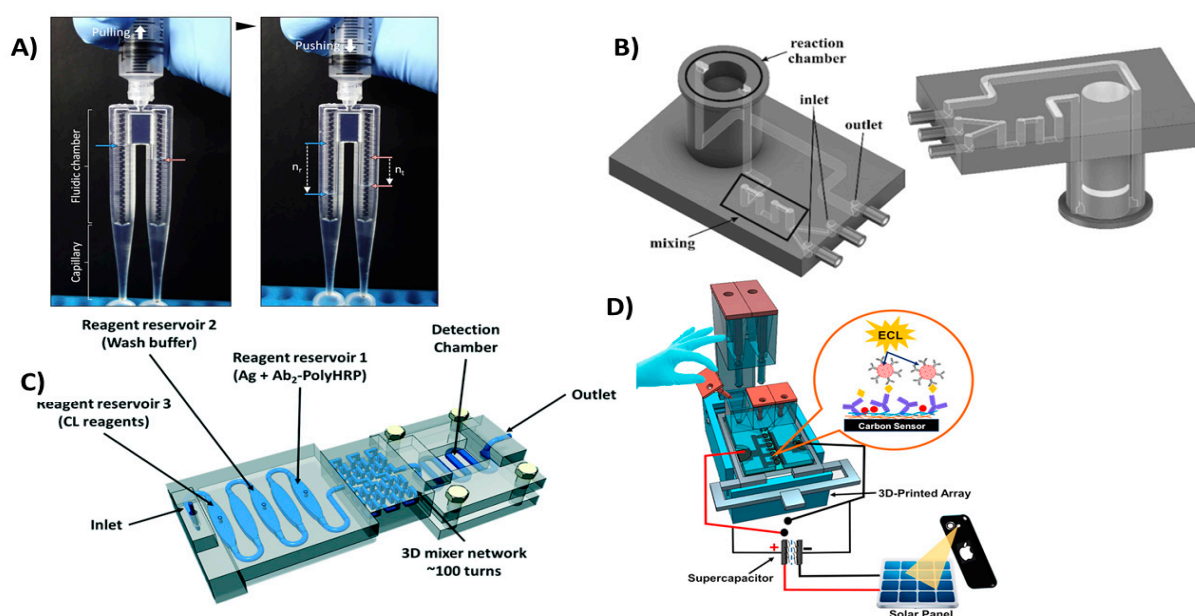 A)
Pulling
Pushing
Fluidic chamber
Capillary
nr
nt
B)
reaction
chamber
inlet
outlet
mixing
C)
Reagent reservoir 2
(Wash buffer)
Reagent reservoir 1
(Ag + Ab2-PolyHRP)
Reagent reservoir 3
(CL reagents)
Detection
Chamber
Outlet
Inlet
3D mixer network
~100 turns
D)
ECL
Carbon Sensor
3D-Printed Array
+
-
Supercapacitor
Solar Panel